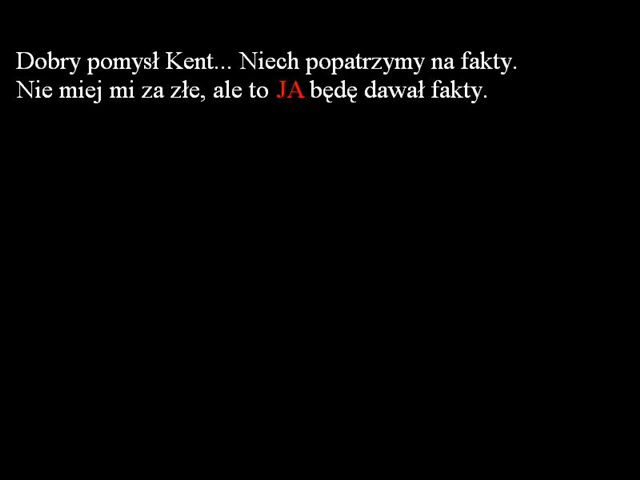 Dobry pomysł Kent... Niech popatrzymy na fakty.
Nie miej mi za złe, ale to JA będę dawał fakty.